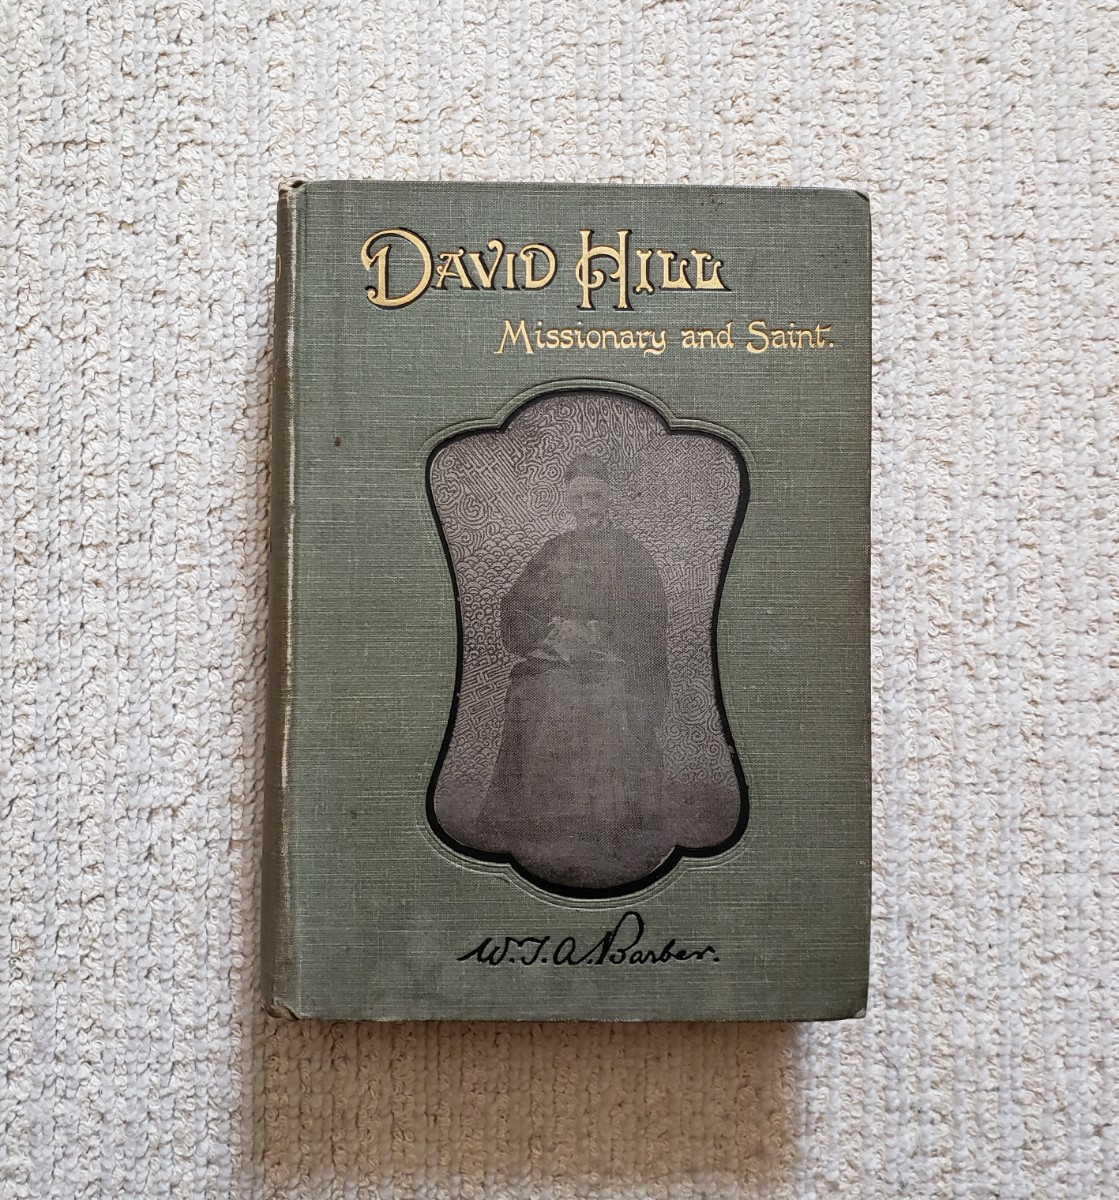 DAVID HILL
Missionary and Saint.
W.T.A. Barber.